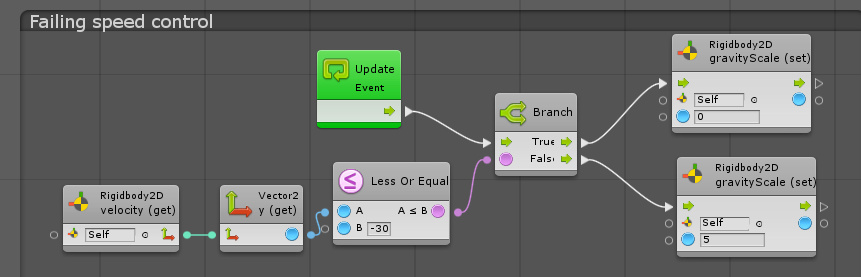 Failing speed control
Update
Event
Branch
True
False
Rigidbody2D
gravityScale (set)
Self
0
Rigidbody2D
gravityScale (set)
Self
5
Less Or Equal
A
A ≤ B
B
-30
Rigidbody2D
velocity (get)
Self
Vector2
y (get)